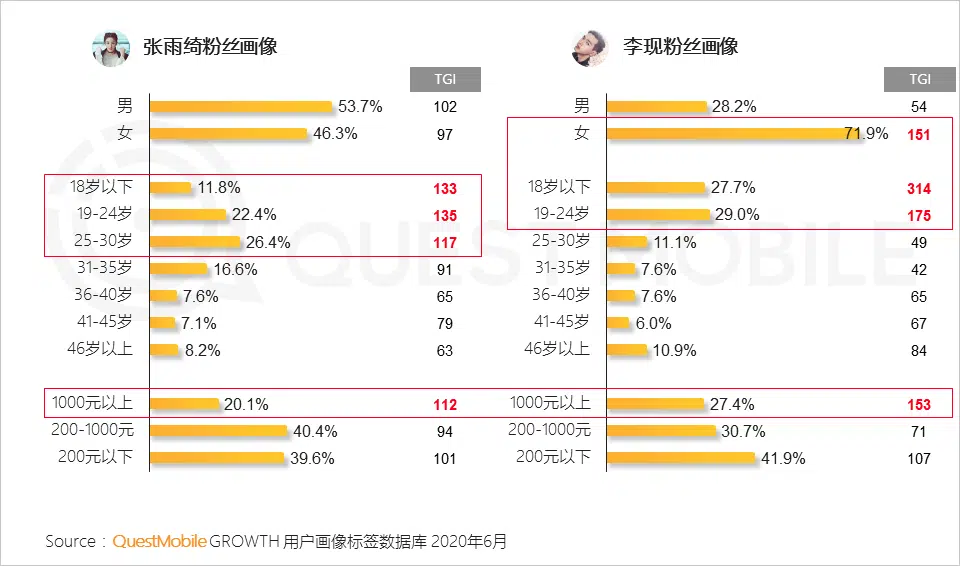 张雨绮粉丝画像
TGI
男 53.7% 102
女 46.3% 97
18岁以下 11.8% 133
19-24岁 22.4% 135
25-30岁 26.4% 117
31-35岁 16.6% 91
36-40岁 7.6% 65
41-45岁 7.1% 79
46岁以上 8.2% 63
1000元以上 20.1% 112
200-1000元 40.4% 94
200元以下 39.6% 101
李现粉丝画像
TGI
男 28.2% 54
女 71.9% 151
18岁以下 27.7% 314
19-24岁 29.0% 175
25-30岁 11.1% 49
31-35岁 7.6% 42
36-40岁 7.6% 65
41-45岁 6.0% 67
46岁以上 10.9% 84
1000元以上 27.4% 153
200-1000元 30.7% 71
200元以下 41.9% 107
QUESTMOBILE
Source：QuestMobile GROWTH 用户画像标签数据库 2020年6月